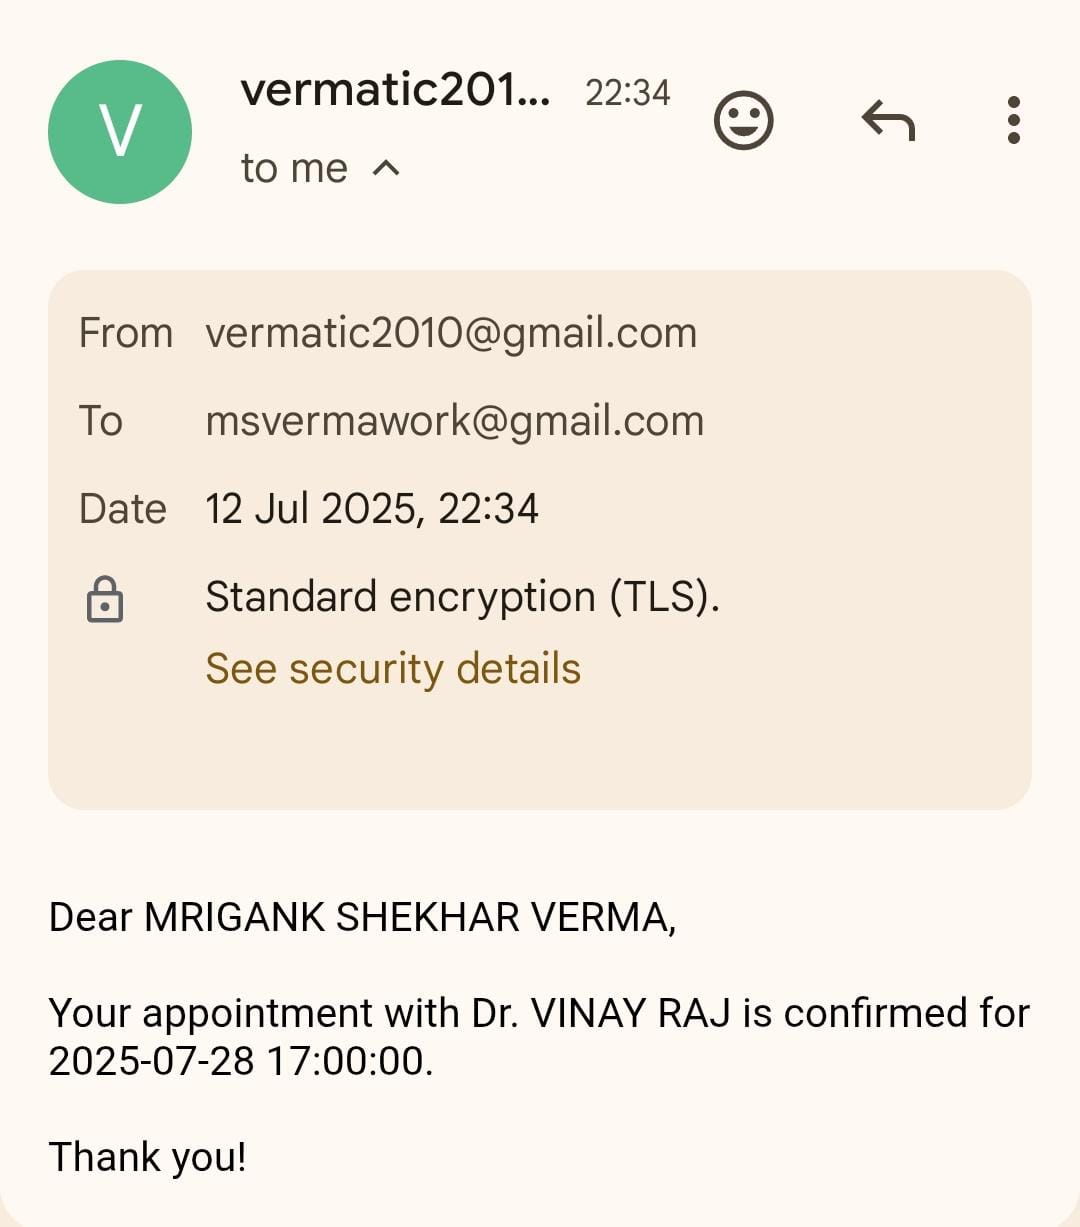 V
vermatic201... 22:34
to me
From vermatic2010@gmail.com
To msvermawork@gmail.com
Date 12 Jul 2025, 22:34
Standard encryption (TLS).
See security details
Dear MRIGANK SHEKHAR VERMA,
Your appointment with Dr. VINAY RAJ is confirmed for
2025-07-28 17:00:00.
Thank you!